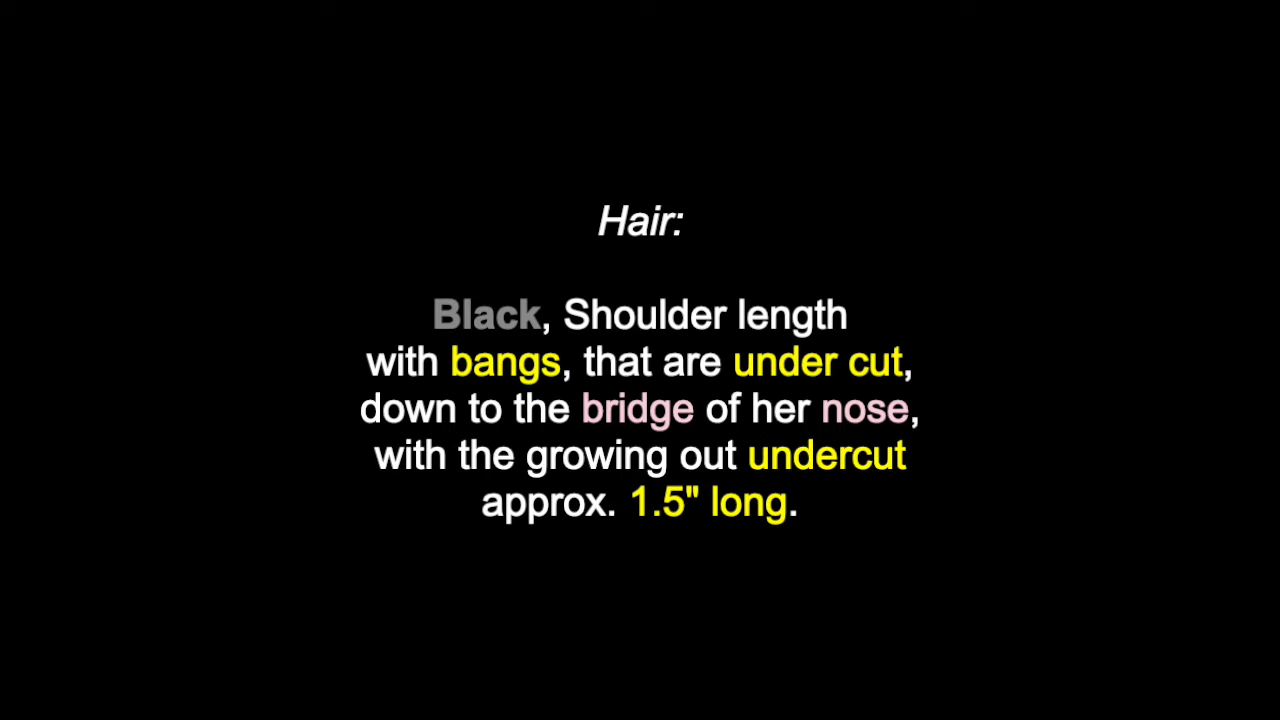 Hair:
Black, Shoulder length
with bangs, that are under cut,
down to the bridge of her nose,
with the growing out undercut
approx. 1.5" long.